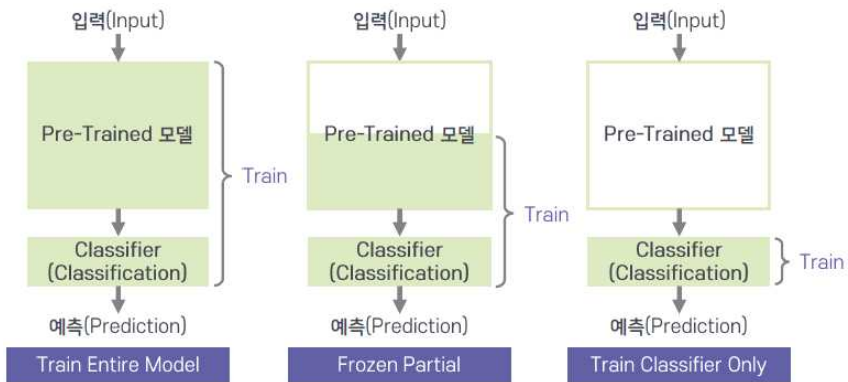 입력(Input)
Pre-Trained 모델
Train
Classifier
(Classification)
예측(Prediction)
Train Entire Model
입력(Input)
Pre-Trained 모델
Train
Classifier
(Classification)
예측(Prediction)
Frozen Partial
입력(Input)
Pre-Trained 모델
Classifier
(Classification)
Train
예측(Prediction)
Train Classifier Only